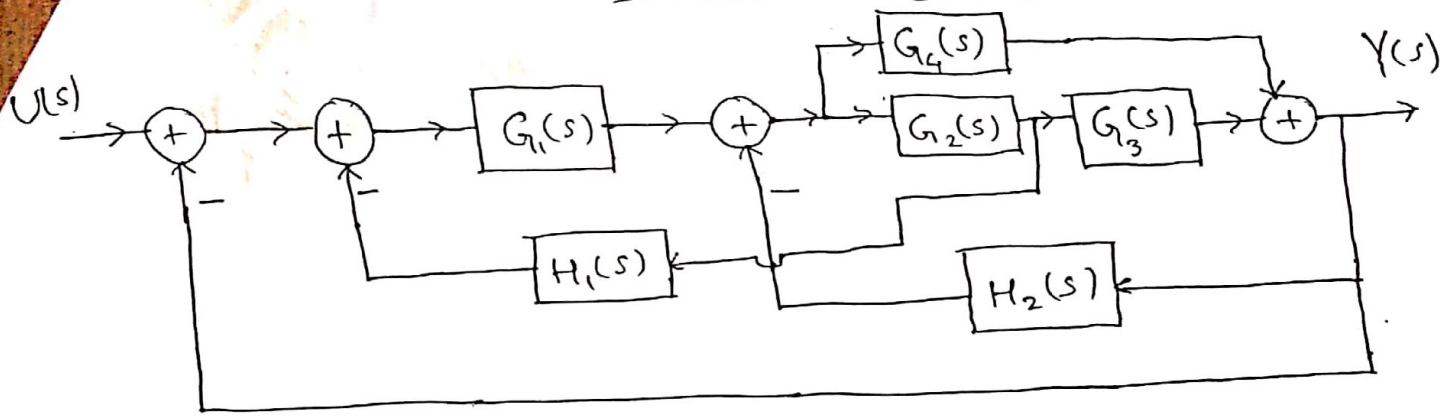 G₄(s)
Y(s)
U(s)
+
+
G₁(s)
+
G₂(s)
G₃(s)
+
−
−
−
H₁(s)
H₂(s)